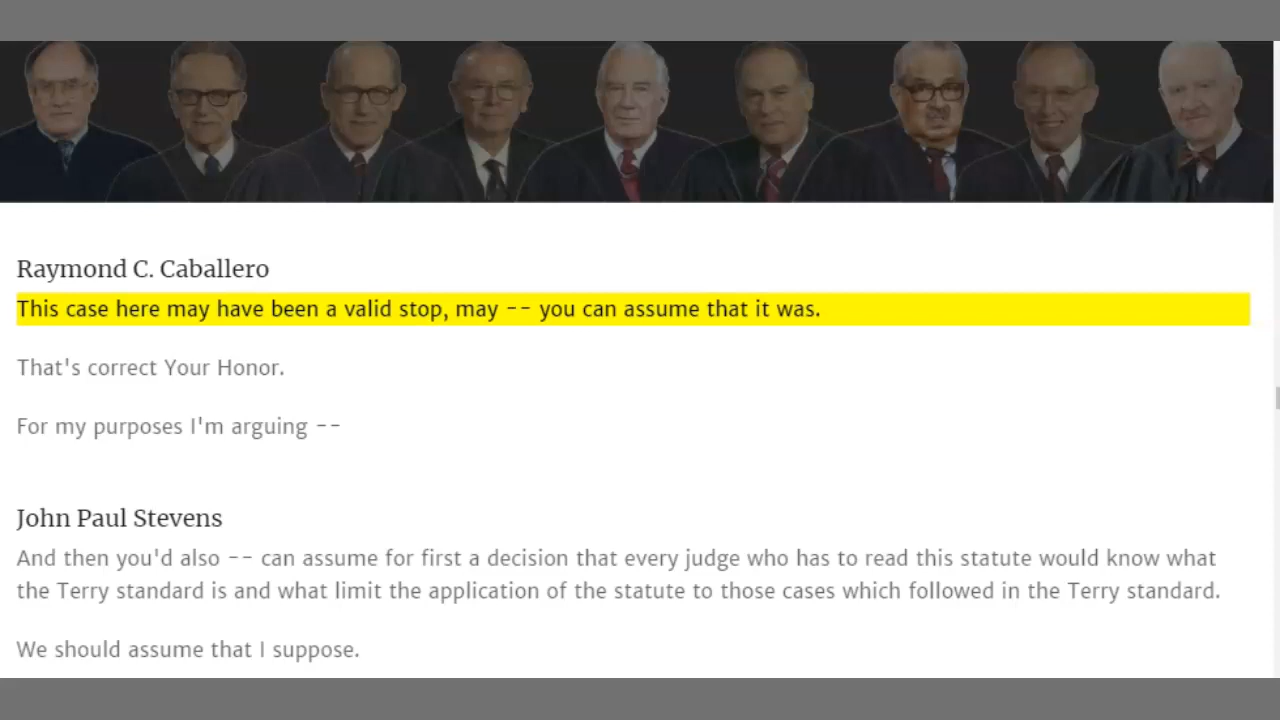 Raymond C. Caballero
This case here may have been a valid stop, may -- you can assume that it was.
That's correct Your Honor.
For my purposes I'm arguing --
John Paul Stevens
And then you'd also -- can assume for first a decision that every judge who has to read this statute would know what
the Terry standard is and what limit the application of the statute to those cases which followed in the Terry standard.
We should assume that I suppose.